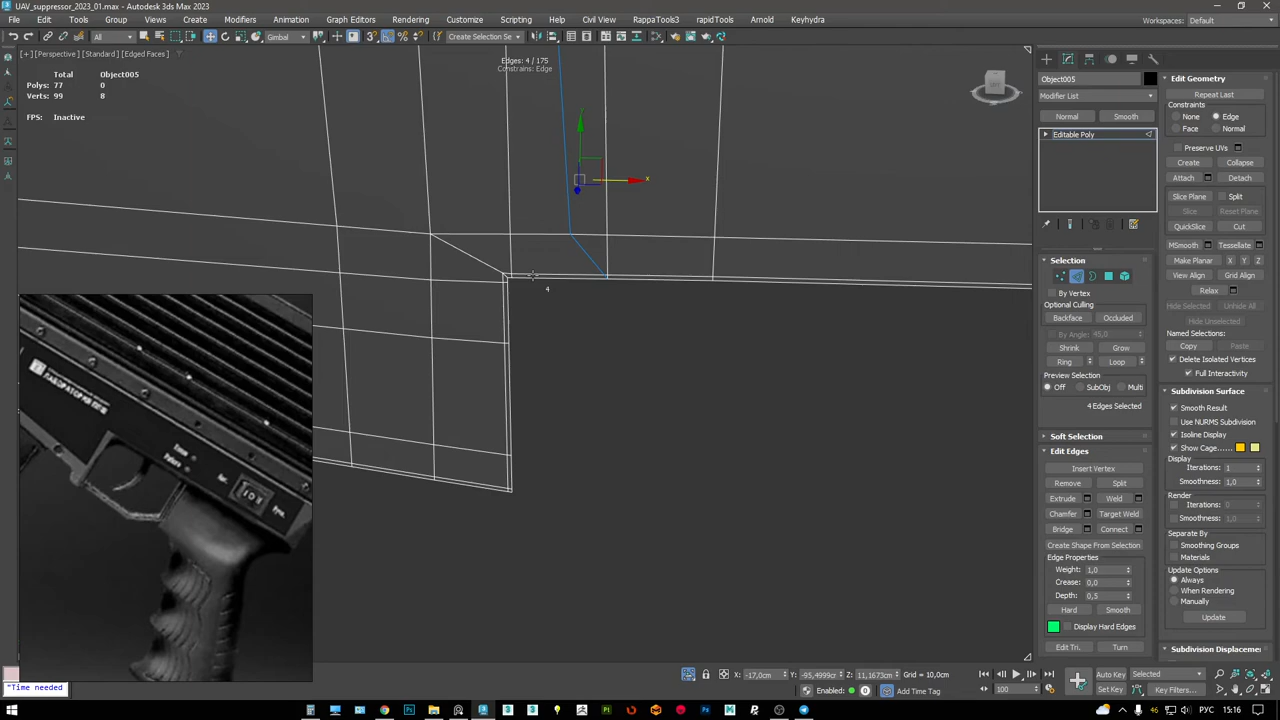 UAV_suppressor_2023_01.max - Autodesk 3ds Max 2023
File Edit Tools Group Views Create Modifiers Animation Graph Editors Rendering Customize Scripting Help Civil View RappaTools3 rapidTools Arnold Keyhydra
Workspaces: Default
All Gimbal Create Selection Se
[+] [Perspective] [Standard] [Edged Faces]
Total Object005
Polys: 77 0
Verts: 99 8
FPS: Inactive
Edges: 4 / 175
Constrains: Edge
x
4
Object005
Modifier List
Normal Smooth
Editable Poly
Selection
By Vertex
Optional Culling
Backface Occluded
By Angle: 45,0
Shrink Grow
Ring Loop
Preview Selection
Off SubObj Multi
4 Edges Selected
Soft Selection
Edit Edges
Insert Vertex
Remove Split
Extrude Weld
Chamfer Target Weld
Bridge Connect
Create Shape From Selection
Edge Properties
Weight: 1,0
Crease: 0,0
Depth: 0,5
Hard Smooth
Display Hard Edges
Edit Tri. Turn
Edit Geometry
Repeat Last
Constraints
None Edge
Face Normal
Preserve UVs
Create Collapse
Attach Detach
Slice Plane Split
Slice Reset Plane
QuickSlice Cut
MSmooth Tessellate
Make Planar X Y Z
View Align Grid Align
Relax
Hide Selected Unhide All
Hide Unselected
Named Selections:
Copy Paste
Delete Isolated Vertices
Full Interactivity
Subdivision Surface
Smooth Result
Use NURMS Subdivision
Isoline Display
Show Cage......
Display
Iterations: 1
Smoothness: 1,0
Render
Iterations: 0
Smoothness: 1,0
Separate By
Smoothing Groups
Materials
Update Options
Always
When Rendering
Manually
Update
Subdivision Displacemen
"Time needed
X: -17,0cm Y: -95,4999cm Z: 11,1673cm Grid = 10,0cm
Enabled: 0 Add Time Tag
100
Auto Key Selected
Set Key Key Filters...
РУС 15:16